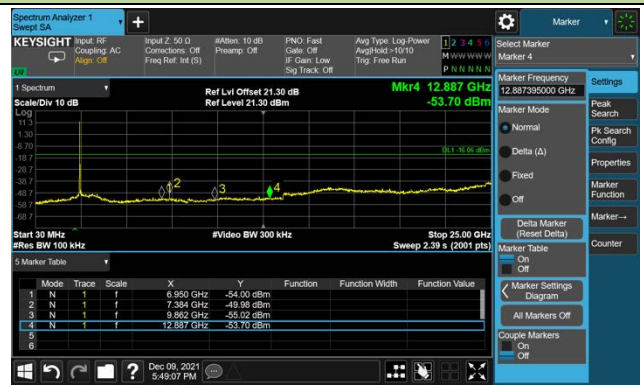 Spectrum Analyzer 1
Swept SA
+
Marker
KEYSIGHT
Input: RF
Coupling: AC
Align: Off
Input Z: 50 Ω
Corrections: Off
Freq Ref: Int (S)
#Atten: 10 dB
Preamp: Off
PNO: Fast
Gate: Off
IF Gain: Low
Sig Track: Off
Avg Type: Log-Power
Avg|Hold:>10/10
Trig: Free Run
1 2 3 4 5 6
M W W W W W
P N N N N N
Select Marker
Marker 4
1 Spectrum
Scale/Div 10 dB
Log
Ref Lvl Offset 21.30 dB
Ref Level 21.30 dBm
Mkr4 12.887 GHz
-53.70 dBm
11.3
1.30
-8.70
-18.7
-28.7
-38.7
-48.7
-58.7
-68.7
DL1 -16.06 dBm
2
3
4
Start 30 MHz
#Res BW 100 kHz
#Video BW 300 kHz
Stop 25.00 GHz
Sweep 2.39 s (2001 pts)
5 Marker Table
Mode Trace Scale X Y Function Function Width Function Value
1 N 1 f 6.950 GHz -54.00 dBm
2 N 1 f 7.384 GHz -49.98 dBm
3 N 1 f 9.862 GHz -55.02 dBm
4 N 1 f 12.887 GHz -53.70 dBm
5
6
Marker Frequency
12.887395000 GHz
Marker Mode
Normal
Delta (Δ)
Fixed
Off
Delta Marker
(Reset Delta)
Marker Table
On
Off
Marker Settings
Diagram
All Markers Off
Couple Markers
On
Off
Settings
Peak
Search
Pk Search
Config
Properties
Marker
Function
Marker→
Counter
?
Dec 09, 2021
5:49:07 PM